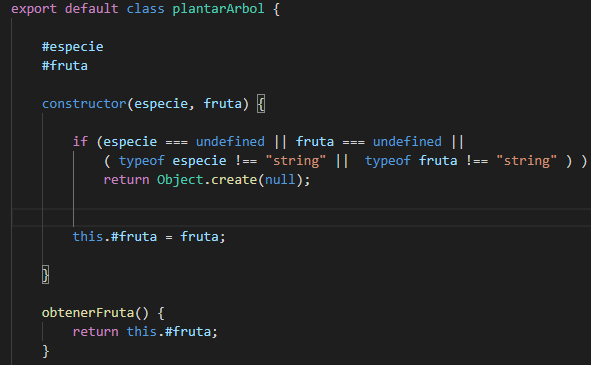 export default class plantarArbol {
#especie
#fruta
constructor(especie, fruta) {
if (especie === undefined || fruta === undefined ||
( typeof especie !== "string" ||  typeof fruta !== "string" ) )
return Object.create(null);
this.#fruta = fruta;
}
obtenerFruta() {
return this.#fruta;
}